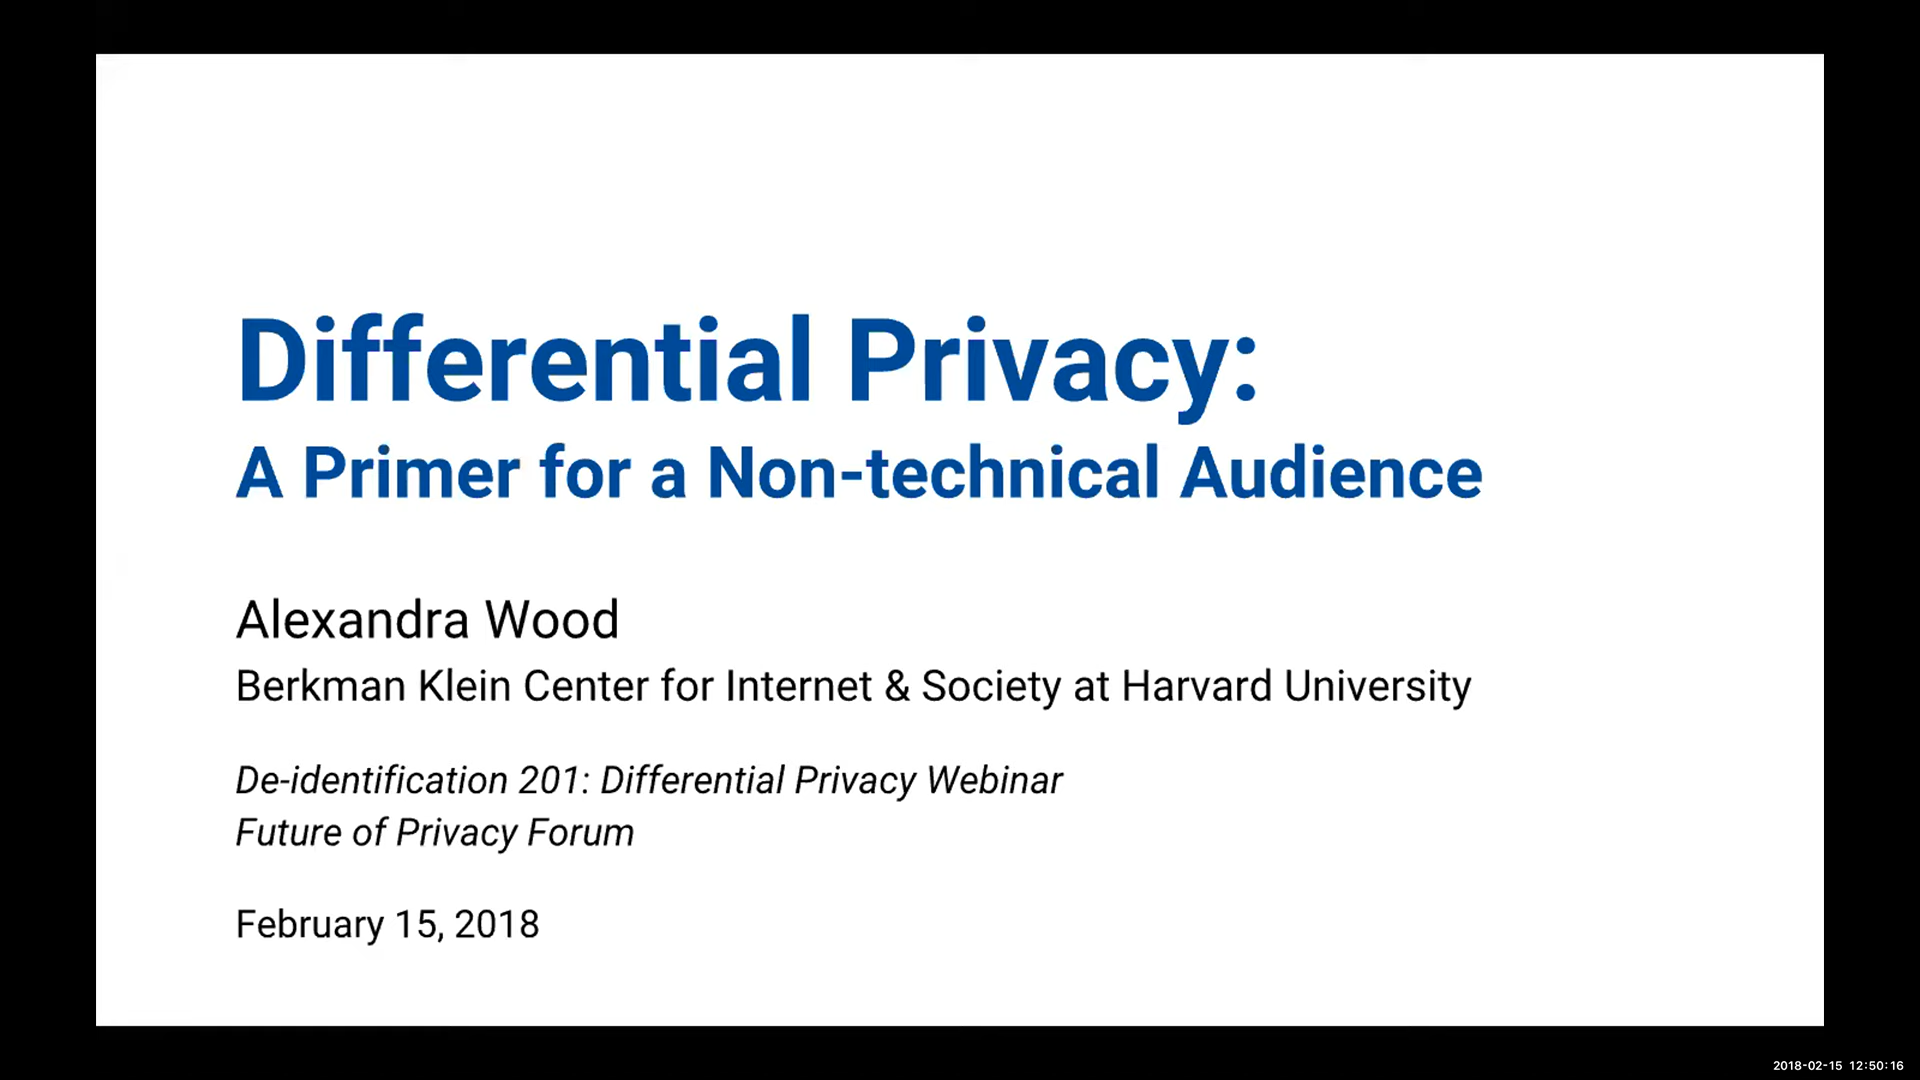 Differential Privacy:
A Primer for a Non-technical Audience
Alexandra Wood
Berkman Klein Center for Internet & Society at Harvard University
De-identification 201: Differential Privacy Webinar
Future of Privacy Forum
February 15, 2018
2018-02-15 12:50:16